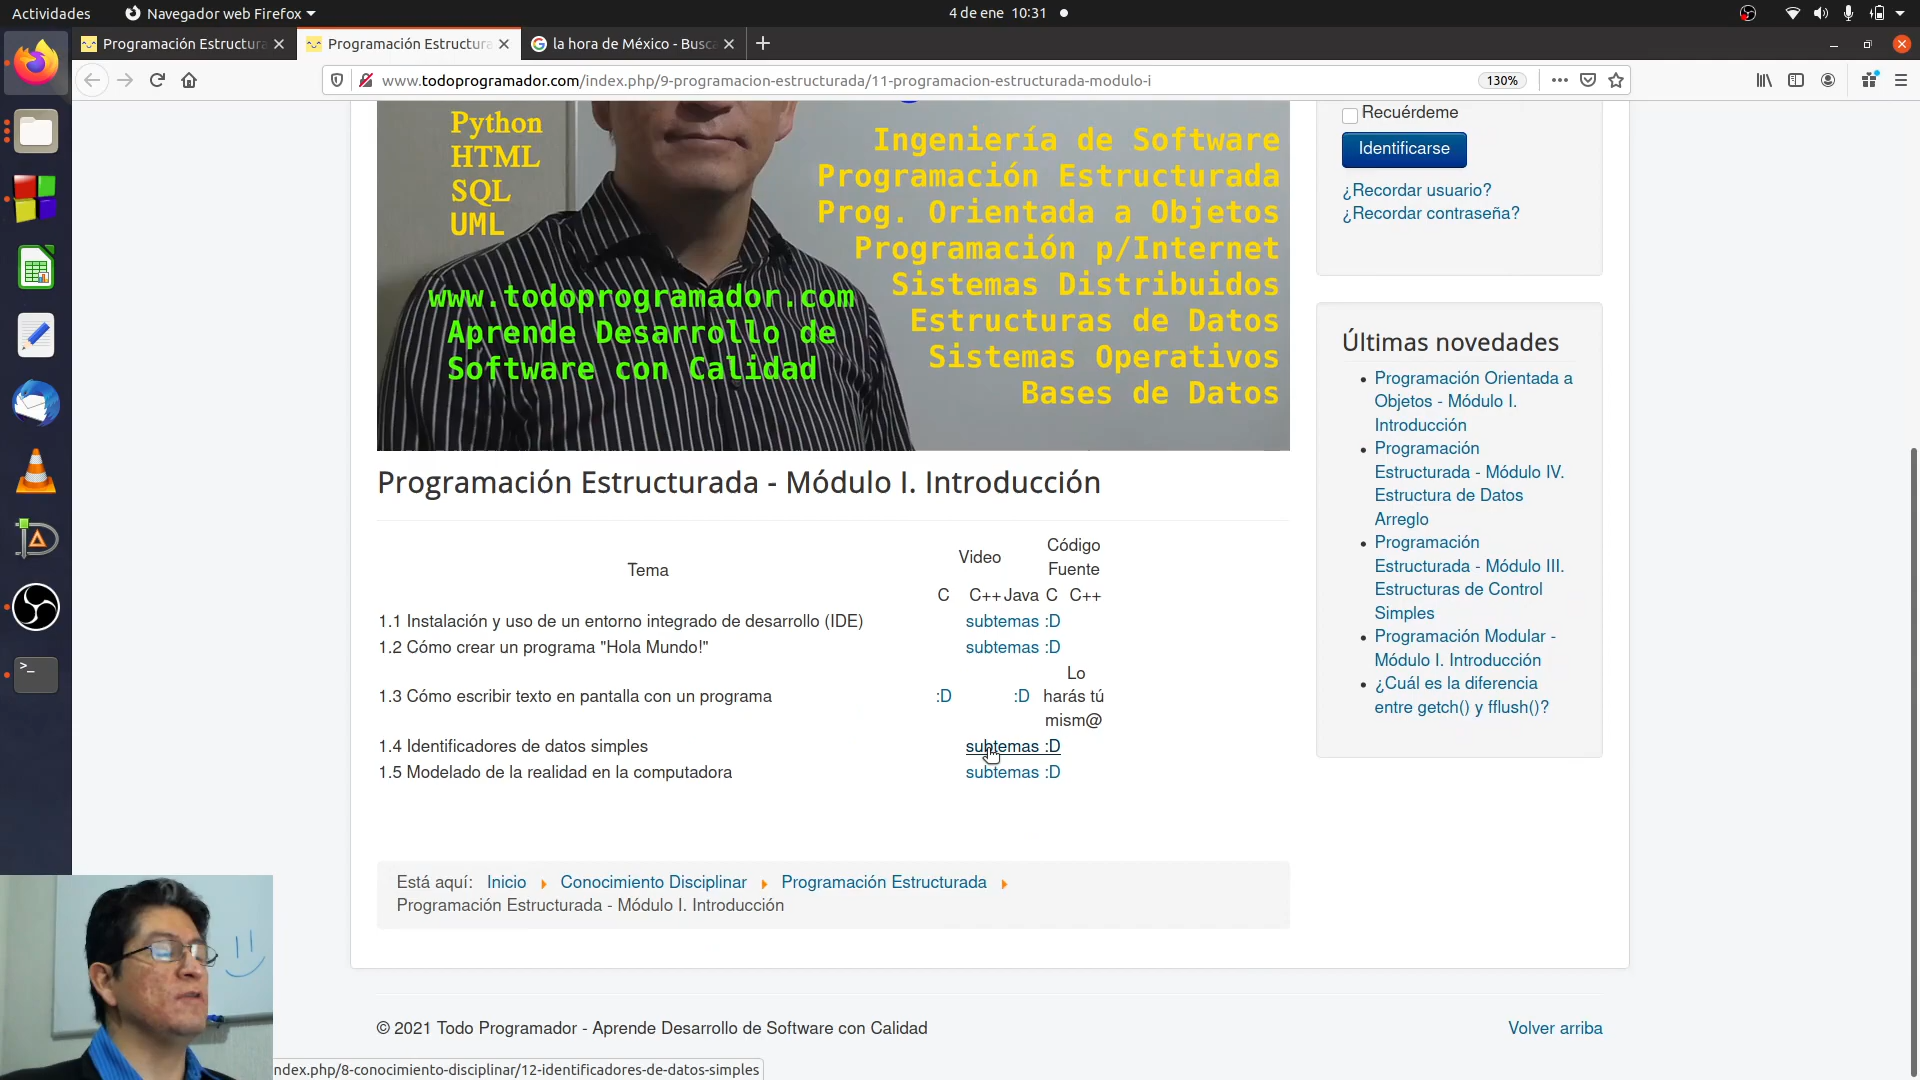 Actividades
Navegador web Firefox
4 de ene 10:31
Programación Estructura
Programación Estructura
la hora de México - Busc
www.todoprogramador.com/index.php/9-programacion-estructurada/11-programacion-estructurada-modulo-i
130%
Python
HTML
SQL
UML
www.todoprogramador.com
Aprende Desarrollo de
Software con Calidad
Ingeniería de Software
Programación Estructurada
Prog. Orientada a Objetos
Programación p/Internet
Sistemas Distribuidos
Estructuras de Datos
Sistemas Operativos
Bases de Datos
Recuérdeme
Identificarse
¿Recordar usuario?
¿Recordar contraseña?
Últimas novedades
Programación Orientada a
Objetos - Módulo I.
Introducción
Programación
Estructurada - Módulo IV.
Estructura de Datos
Arreglo
Programación
Estructurada - Módulo III.
Estructuras de Control
Simples
Programación Modular -
Módulo I. Introducción
¿Cuál es la diferencia
entre getch() y fflush()?
Programación Estructurada - Módulo I. Introducción
Tema
Video
Código
Fuente
C C++ Java C C++
1.1 Instalación y uso de un entorno integrado de desarrollo (IDE) subtemas :D
1.2 Cómo crear un programa "Hola Mundo!" subtemas :D
1.3 Cómo escribir texto en pantalla con un programa :D :D
Lo
harás tú
mism@
1.4 Identificadores de datos simples subtemas :D
1.5 Modelado de la realidad en la computadora subtemas :D
Está aquí: Inicio Conocimiento Disciplinar Programación Estructurada
Programación Estructurada - Módulo I. Introducción
© 2021 Todo Programador - Aprende Desarrollo de Software con Calidad
Volver arriba
ndex.php/8-conocimiento-disciplinar/12-identificadores-de-datos-simples